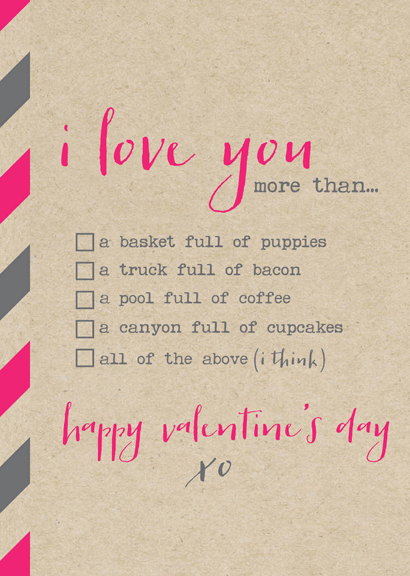 i love you
more than...
a basket full of puppies
a truck full of bacon
a pool full of coffee
a canyon full of cupcakes
all of the above (i think)
happy valentine's day
xo